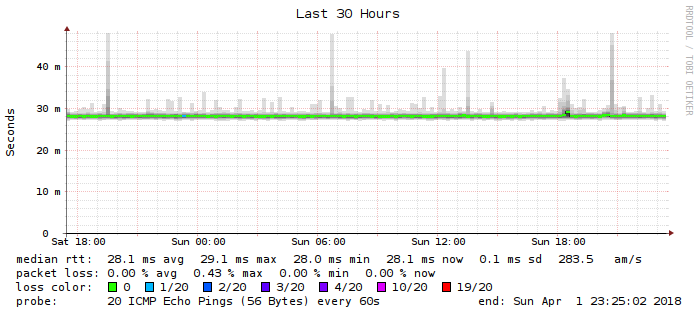 Last 30 Hours
RRDTOOL / TOBI OETIKER
Seconds
40 m
30 m
20 m
10 m
0
Sat 18:00 Sun 00:00 Sun 06:00 Sun 12:00 Sun 18:00
median rtt: 28.1 ms avg 29.1 ms max 28.0 ms min 28.1 ms now 0.1 ms sd 283.5 am/s
packet loss: 0.00 % avg 0.43 % max 0.00 % min 0.00 % now
loss color: 0 1/20 2/20 3/20 4/20 10/20 19/20
probe: 20 ICMP Echo Pings (56 Bytes) every 60s end: Sun Apr 1 23:25:02 2018